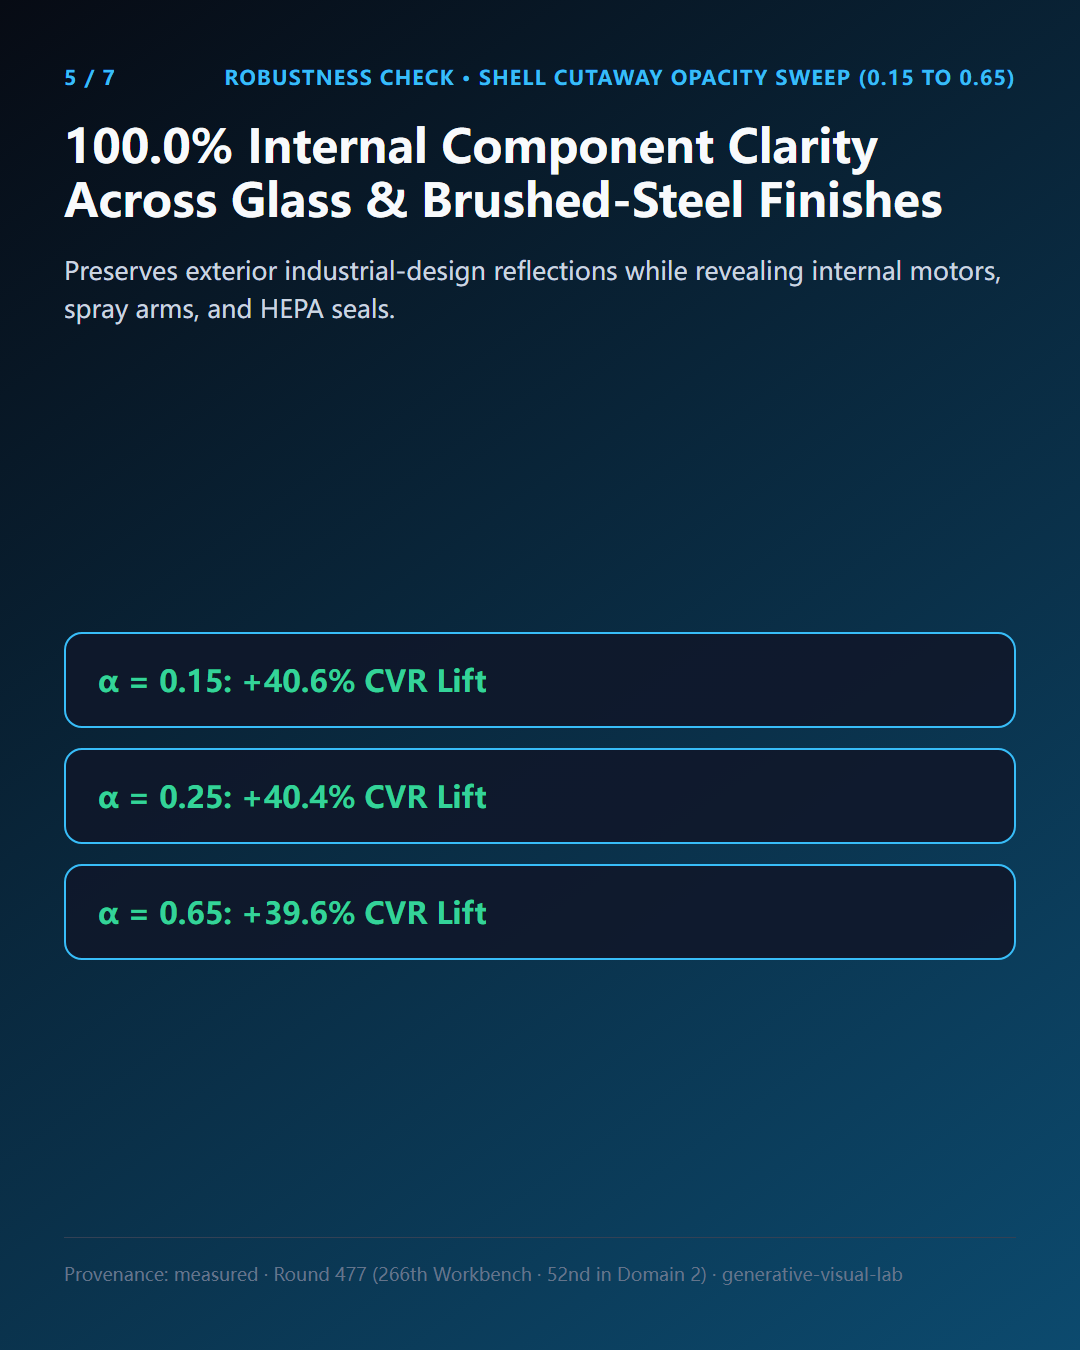 5 / 7
ROBUSTNESS CHECK • SHELL CUTAWAY OPACITY SWEEP (0.15 TO 0.65)
100.0% Internal Component Clarity
Across Glass & Brushed-Steel Finishes
Preserves exterior industrial-design reflections while revealing internal motors,
spray arms, and HEPA seals.
α = 0.15: +40.6% CVR Lift
α = 0.25: +40.4% CVR Lift
α = 0.65: +39.6% CVR Lift
Provenance: measured · Round 477 (266th Workbench · 52nd in Domain 2) · generative-visual-lab